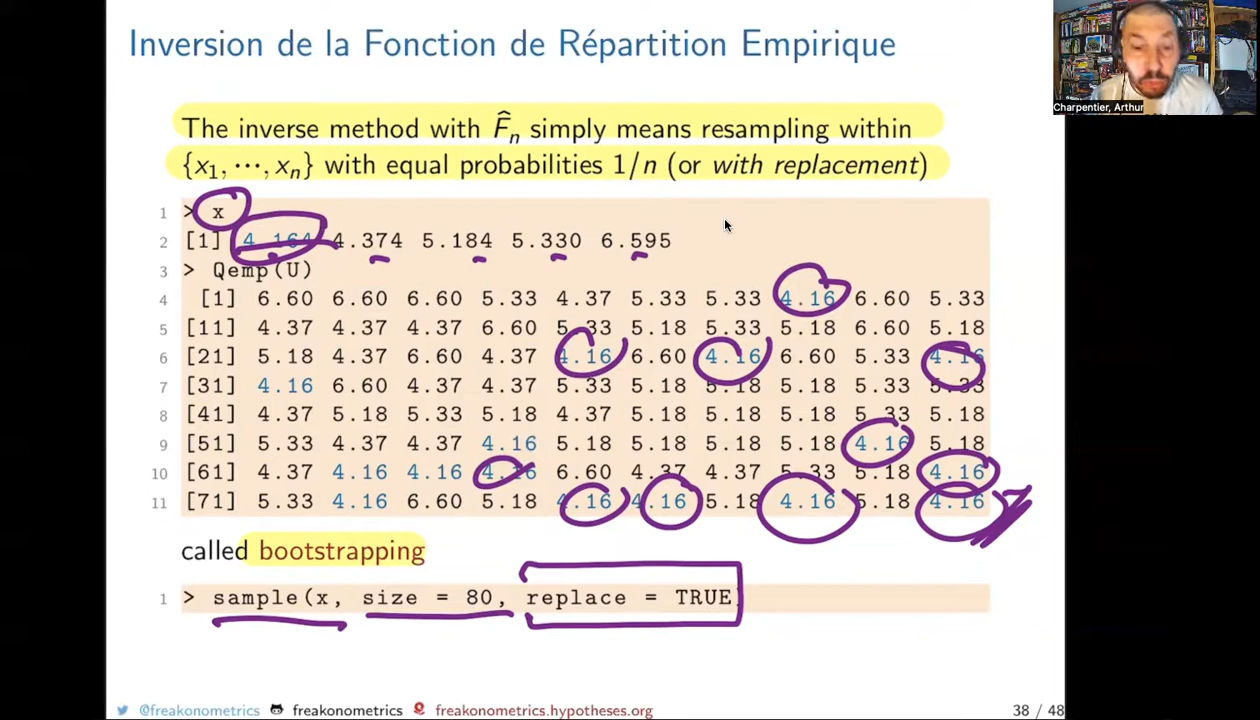 Inversion de la Fonction de Répartition Empirique
Charpentier, Arthur
The inverse method with F̂n simply means resampling within
{x1, ⋯, xn} with equal probabilities 1/n (or with replacement)
1 > x
2 [1] 4.164 4.374 5.184 5.330 6.595
3 > Qemp(U)
4 [1] 6.60 6.60 6.60 5.33 4.37 5.33 5.33 4.16 6.60 5.33
5 [11] 4.37 4.37 4.37 6.60 5.33 5.18 5.33 5.18 6.60 5.18
6 [21] 5.18 4.37 6.60 4.37 4.16 6.60 4.16 6.60 5.33 4.16
7 [31] 4.16 6.60 4.37 4.37 5.33 5.18 5.18 5.18 5.33 5.33
8 [41] 4.37 5.18 5.33 5.18 4.37 5.18 5.18 5.18 5.33 5.18
9 [51] 5.33 4.37 4.37 4.16 5.18 5.18 5.18 5.18 4.16 5.18
10 [61] 4.37 4.16 4.16 4.16 6.60 4.37 4.37 5.33 5.18 4.16
11 [71] 5.33 4.16 6.60 5.18 4.16 4.16 5.18 4.16 5.18 4.16
called bootstrapping
1 > sample(x, size = 80, replace = TRUE
@freakonometrics freakonometrics freakonometrics.hypotheses.org 38 / 48